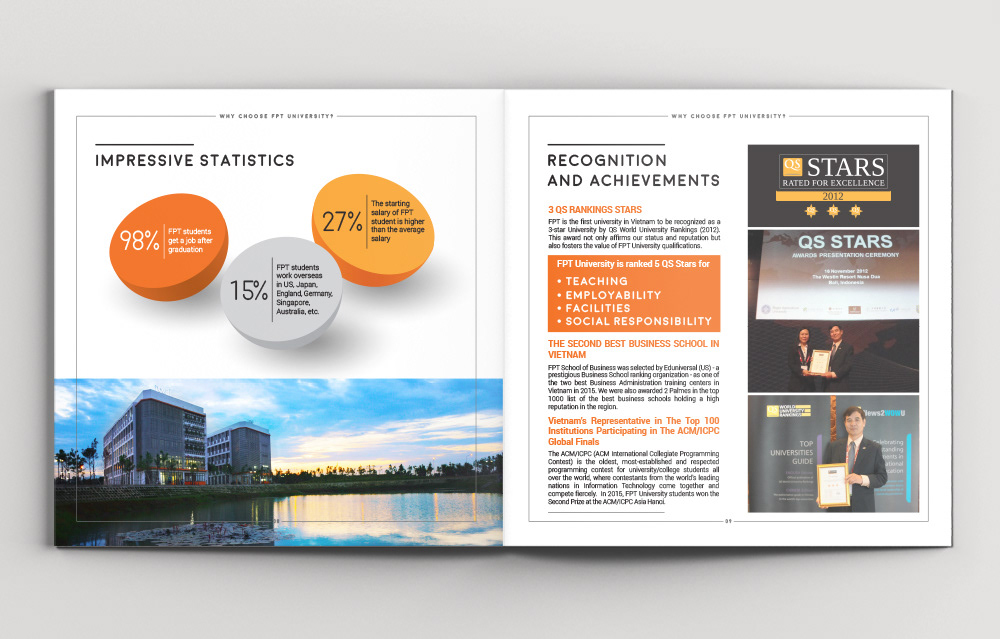 WHY CHOOSE FPT UNIVERSITY?
IMPRESSIVE STATISTICS
98%
FPT students
get a job after
graduation
15%
FPT students
work overseas
in US, Japan,
England, Germany,
Singapore,
Australia, etc.
27%
The starting
salary of FPT
student is higher
than the average
salary
WHY CHOOSE FPT UNIVERSITY?
RECOGNITION
AND ACHIEVEMENTS
3 QS RANKINGS STARS
FPT is the first university in Vietnam to be recognized as a
3-star University by QS World University Rankings (2012).
This award not only affirms our status and reputation but
also fosters the value of FPT University qualifications.
FPT University is ranked 5 QS Stars for
• TEACHING
• EMPLOYABILITY
• FACILITIES
• SOCIAL RESPONSIBILITY
THE SECOND BEST BUSINESS SCHOOL IN
VIETNAM
FPT School of Business was selected by Eduniversal (US) - a
prestigious Business School ranking organization - as one of
the two best Business Administration training centers in
Vietnam in 2015. We were also awarded 2 Palmes in the top
1000 list of the best business schools holding a high
reputation in the region.
Vietnam's Representative in The Top 100
Institutions Participating in The ACM/ICPC
Global Finals
The ACM/ICPC (ACM International Collegiate Programming
Contest) is the oldest, most-established and respected
programming contest for university/college students all
over the world, where contestants from the world's leading
nations in Information Technology come together and
compete fiercely. In 2015, FPT University students won the
Second Prize at the ACM/ICPC Asia Hanoi.
QS STARS
RATED FOR EXCELLENCE
2012
QS STARS
AWARDS PRESENTATION CEREMONY
16 November 2012
The Westin Resort Nusa Dua
Bali, Indonesia
WORLD
UNIVERSITY
RANKINGS
TOP
UNIVERSITIES
GUIDE